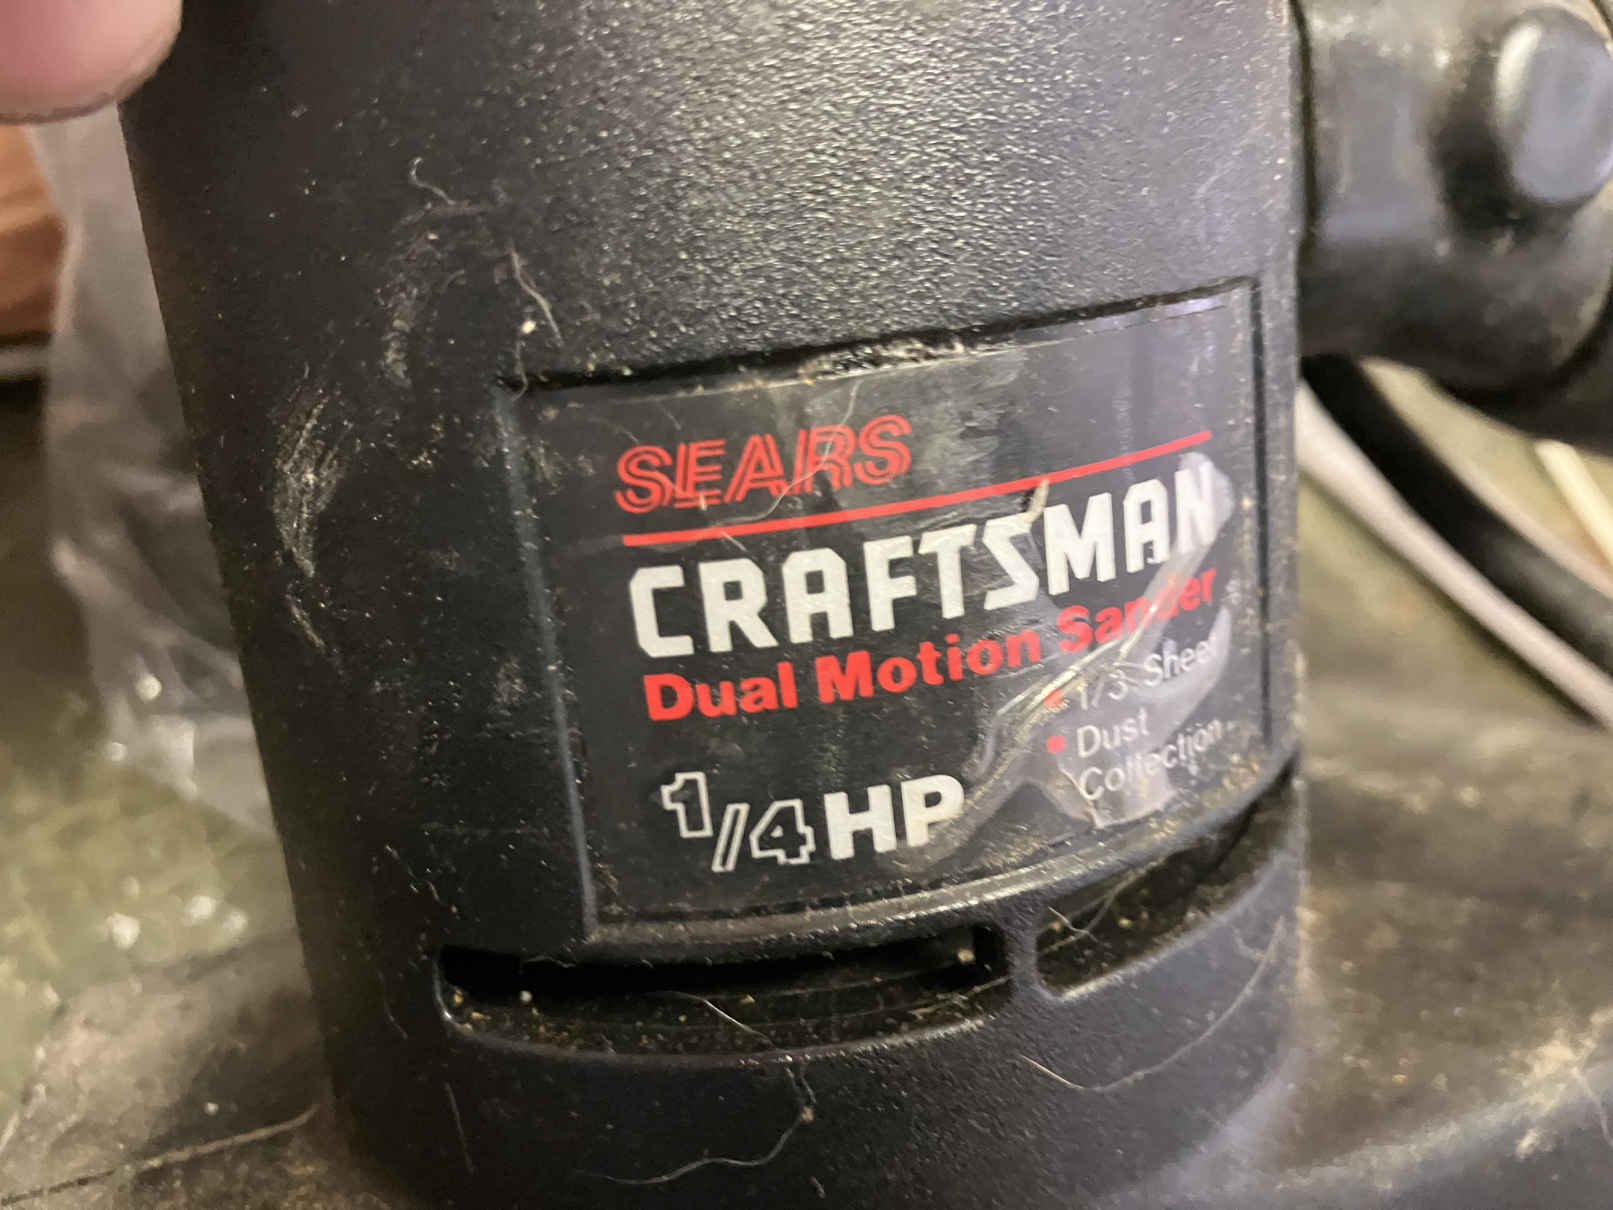 SEARS
CRAFTSMAN
Dual Motion Sander
• 1/3 Sheet
• Dust
Collection
1/4 HP